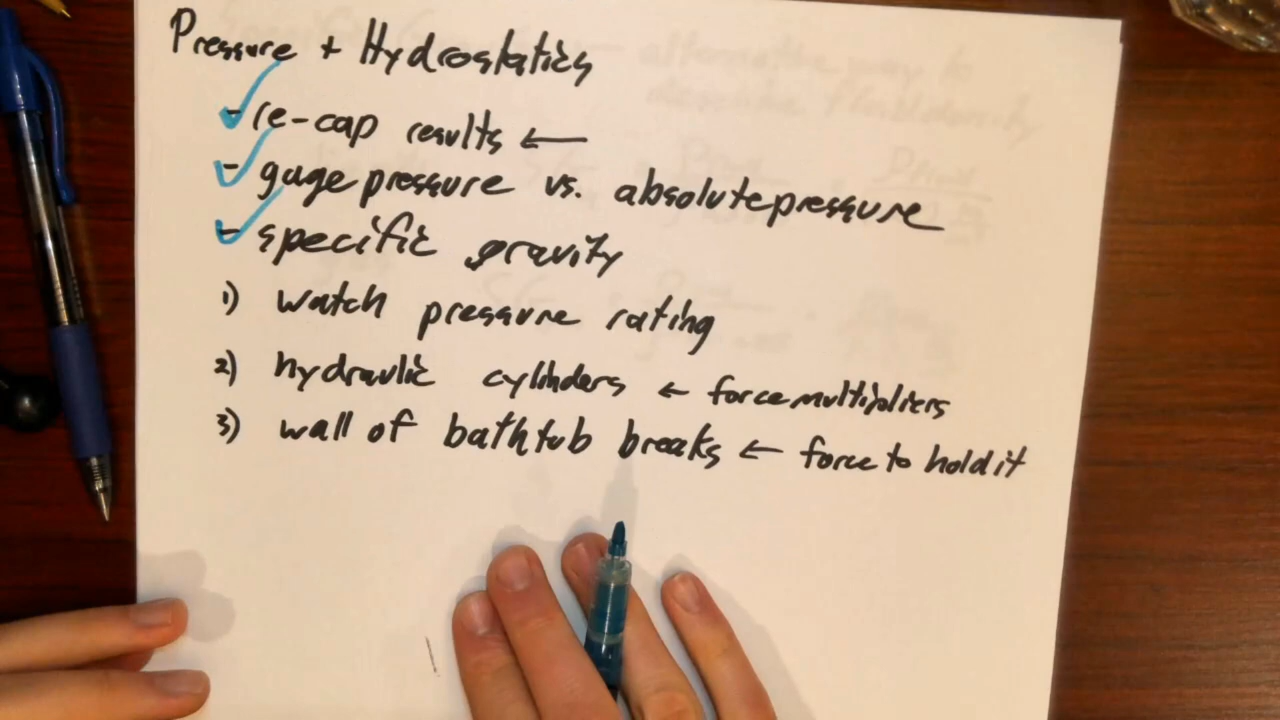 Pressure + Hydrostatics
- re-cap results ←
- gage pressure vs. absolute pressure
- specific gravity
1) watch pressure rating
2) hydraulic cylinders ← force multipliers
3) wall of bathtub breaks ← force to hold it